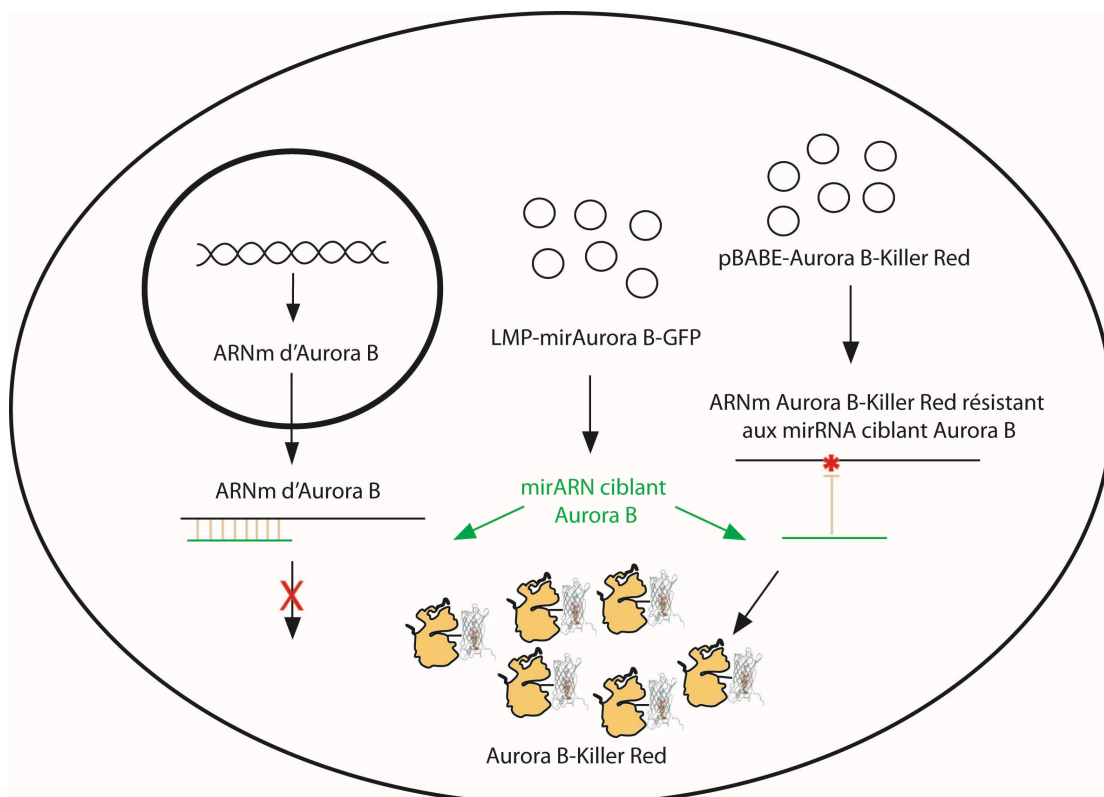 ARNm d'Aurora B
ARNm d'Aurora B
LMP-mirAurora B-GFP
mirARN ciblant
Aurora B
pBABE-Aurora B-Killer Red
ARNm Aurora B-Killer Red résistant
aux mirRNA ciblant Aurora B
Aurora B-Killer Red